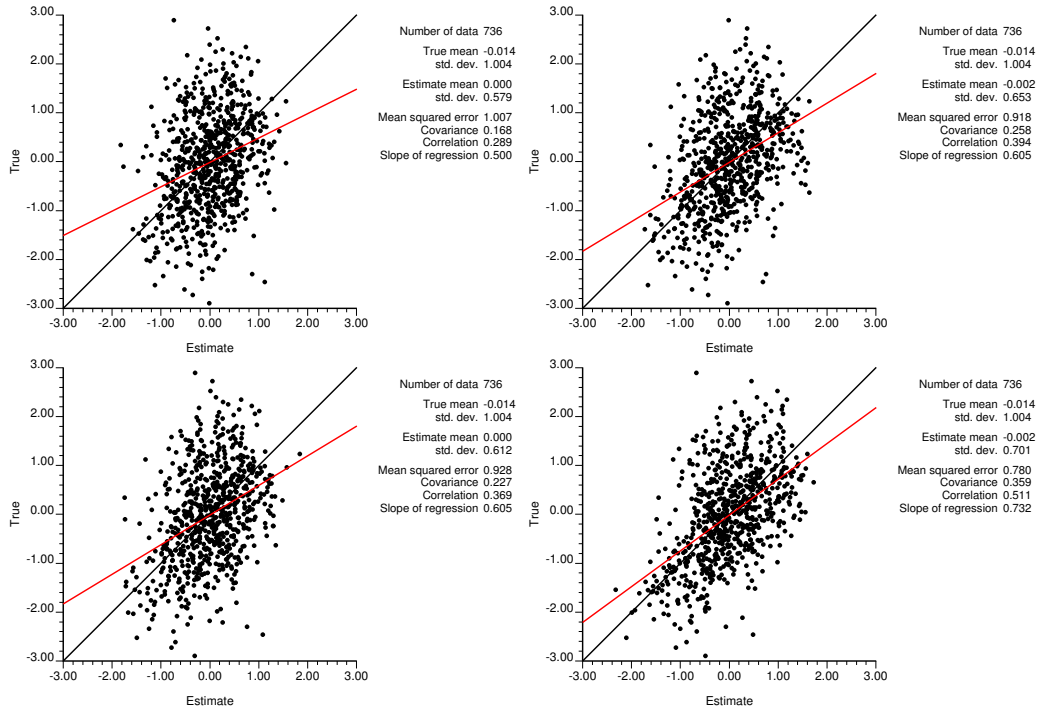 3.00
2.00
1.00
0.00
-1.00
-2.00
-3.00
True
-3.00 -2.00 -1.00 0.00 1.00 2.00 3.00
Estimate
Number of data 736
True mean -0.014
std. dev. 1.004
Estimate mean 0.000
std. dev. 0.579
Mean squared error 1.007
Covariance 0.168
Correlation 0.289
Slope of regression 0.500
3.00
2.00
1.00
0.00
-1.00
-2.00
-3.00
True
-3.00 -2.00 -1.00 0.00 1.00 2.00 3.00
Estimate
Number of data 736
True mean -0.014
std. dev. 1.004
Estimate mean -0.002
std. dev. 0.653
Mean squared error 0.918
Covariance 0.258
Correlation 0.394
Slope of regression 0.605
3.00
2.00
1.00
0.00
-1.00
-2.00
-3.00
True
-3.00 -2.00 -1.00 0.00 1.00 2.00 3.00
Estimate
Number of data 736
True mean -0.014
std. dev. 1.004
Estimate mean 0.000
std. dev. 0.612
Mean squared error 0.928
Covariance 0.227
Correlation 0.369
Slope of regression 0.605
3.00
2.00
1.00
0.00
-1.00
-2.00
-3.00
True
-3.00 -2.00 -1.00 0.00 1.00 2.00 3.00
Estimate
Number of data 736
True mean -0.014
std. dev. 1.004
Estimate mean -0.002
std. dev. 0.701
Mean squared error 0.780
Covariance 0.359
Correlation 0.511
Slope of regression 0.732